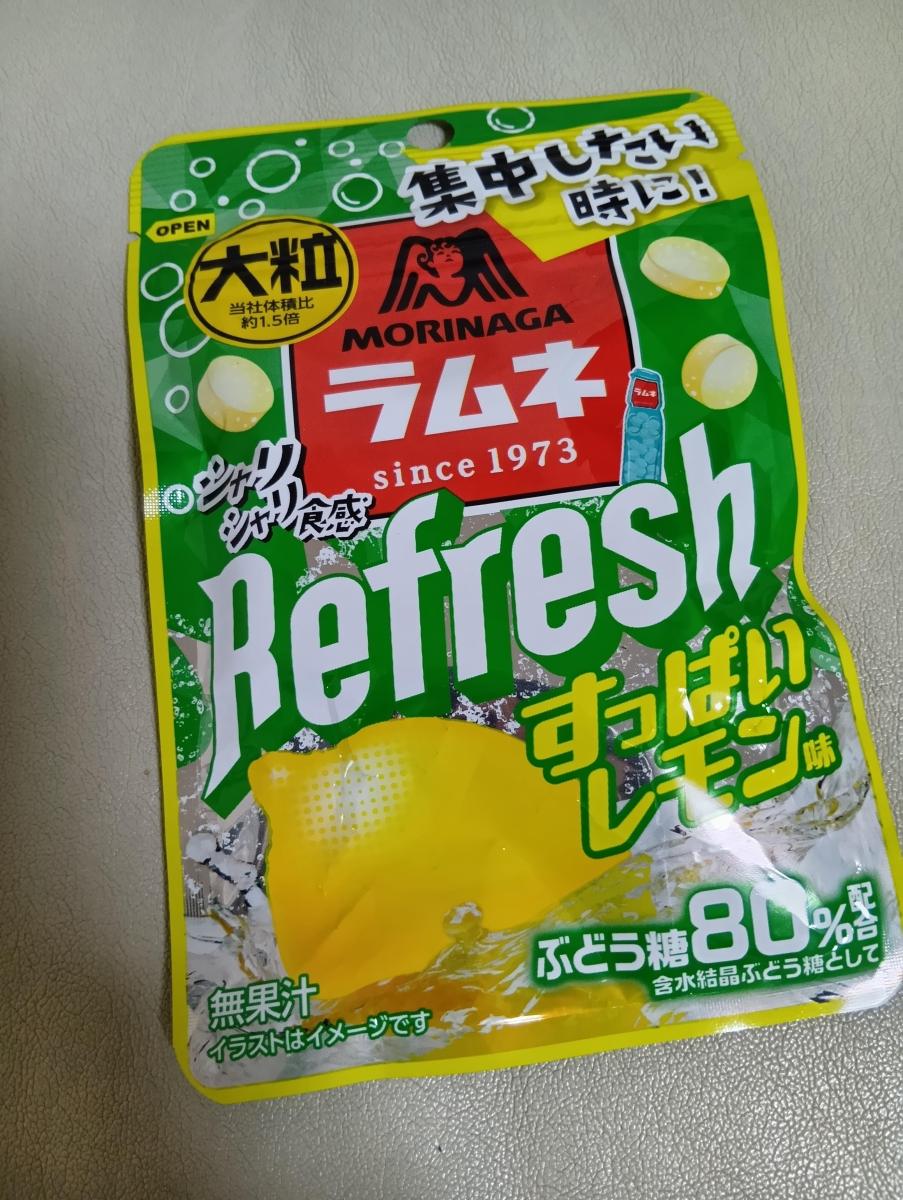 集中したい
時に!
OPEN
大粒
当社体積比
約1.5倍
MORINAGA
ラムネ
since 1973
ラムネ
シャリ
シャリ食感
Refresh
すっぱい
レモン味
ぶどう糖80%配合
含水結晶ぶどう糖として
無果汁
イラストはイメージです